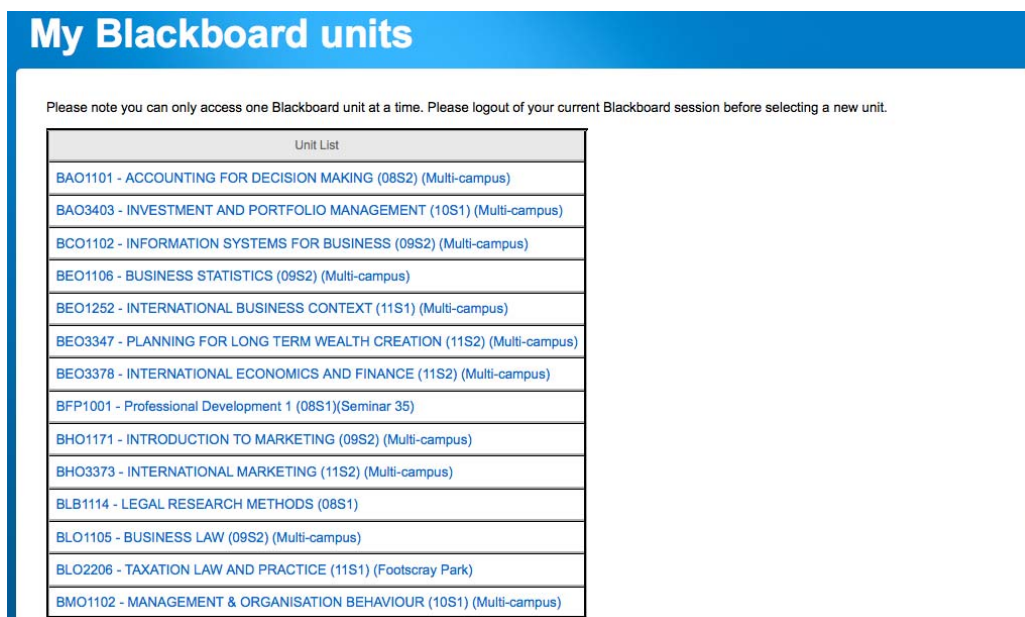 My Blackboard units
Please note you can only access one Blackboard unit at a time. Please logout of your current Blackboard session before selecting a new unit.
Unit List
BAO1101 - ACCOUNTING FOR DECISION MAKING (08S2) (Multi-campus)
BAO3403 - INVESTMENT AND PORTFOLIO MANAGEMENT (10S1) (Multi-campus)
BCO1102 - INFORMATION SYSTEMS FOR BUSINESS (09S2) (Multi-campus)
BEO1106 - BUSINESS STATISTICS (09S2) (Multi-campus)
BEO1252 - INTERNATIONAL BUSINESS CONTEXT (11S1) (Multi-campus)
BEO3347 - PLANNING FOR LONG TERM WEALTH CREATION (11S2) (Multi-campus)
BEO3378 - INTERNATIONAL ECONOMICS AND FINANCE (11S2) (Multi-campus)
BFP1001 - Professional Development 1 (08S1)(Seminar 35)
BHO1171 - INTRODUCTION TO MARKETING (09S2) (Multi-campus)
BHO3373 - INTERNATIONAL MARKETING (11S2) (Multi-campus)
BLB1114 - LEGAL RESEARCH METHODS (08S1)
BLO1105 - BUSINESS LAW (09S2) (Multi-campus)
BLO2206 - TAXATION LAW AND PRACTICE (11S1) (Footscray Park)
BMO1102 - MANAGEMENT & ORGANISATION BEHAVIOUR (10S1) (Multi-campus)